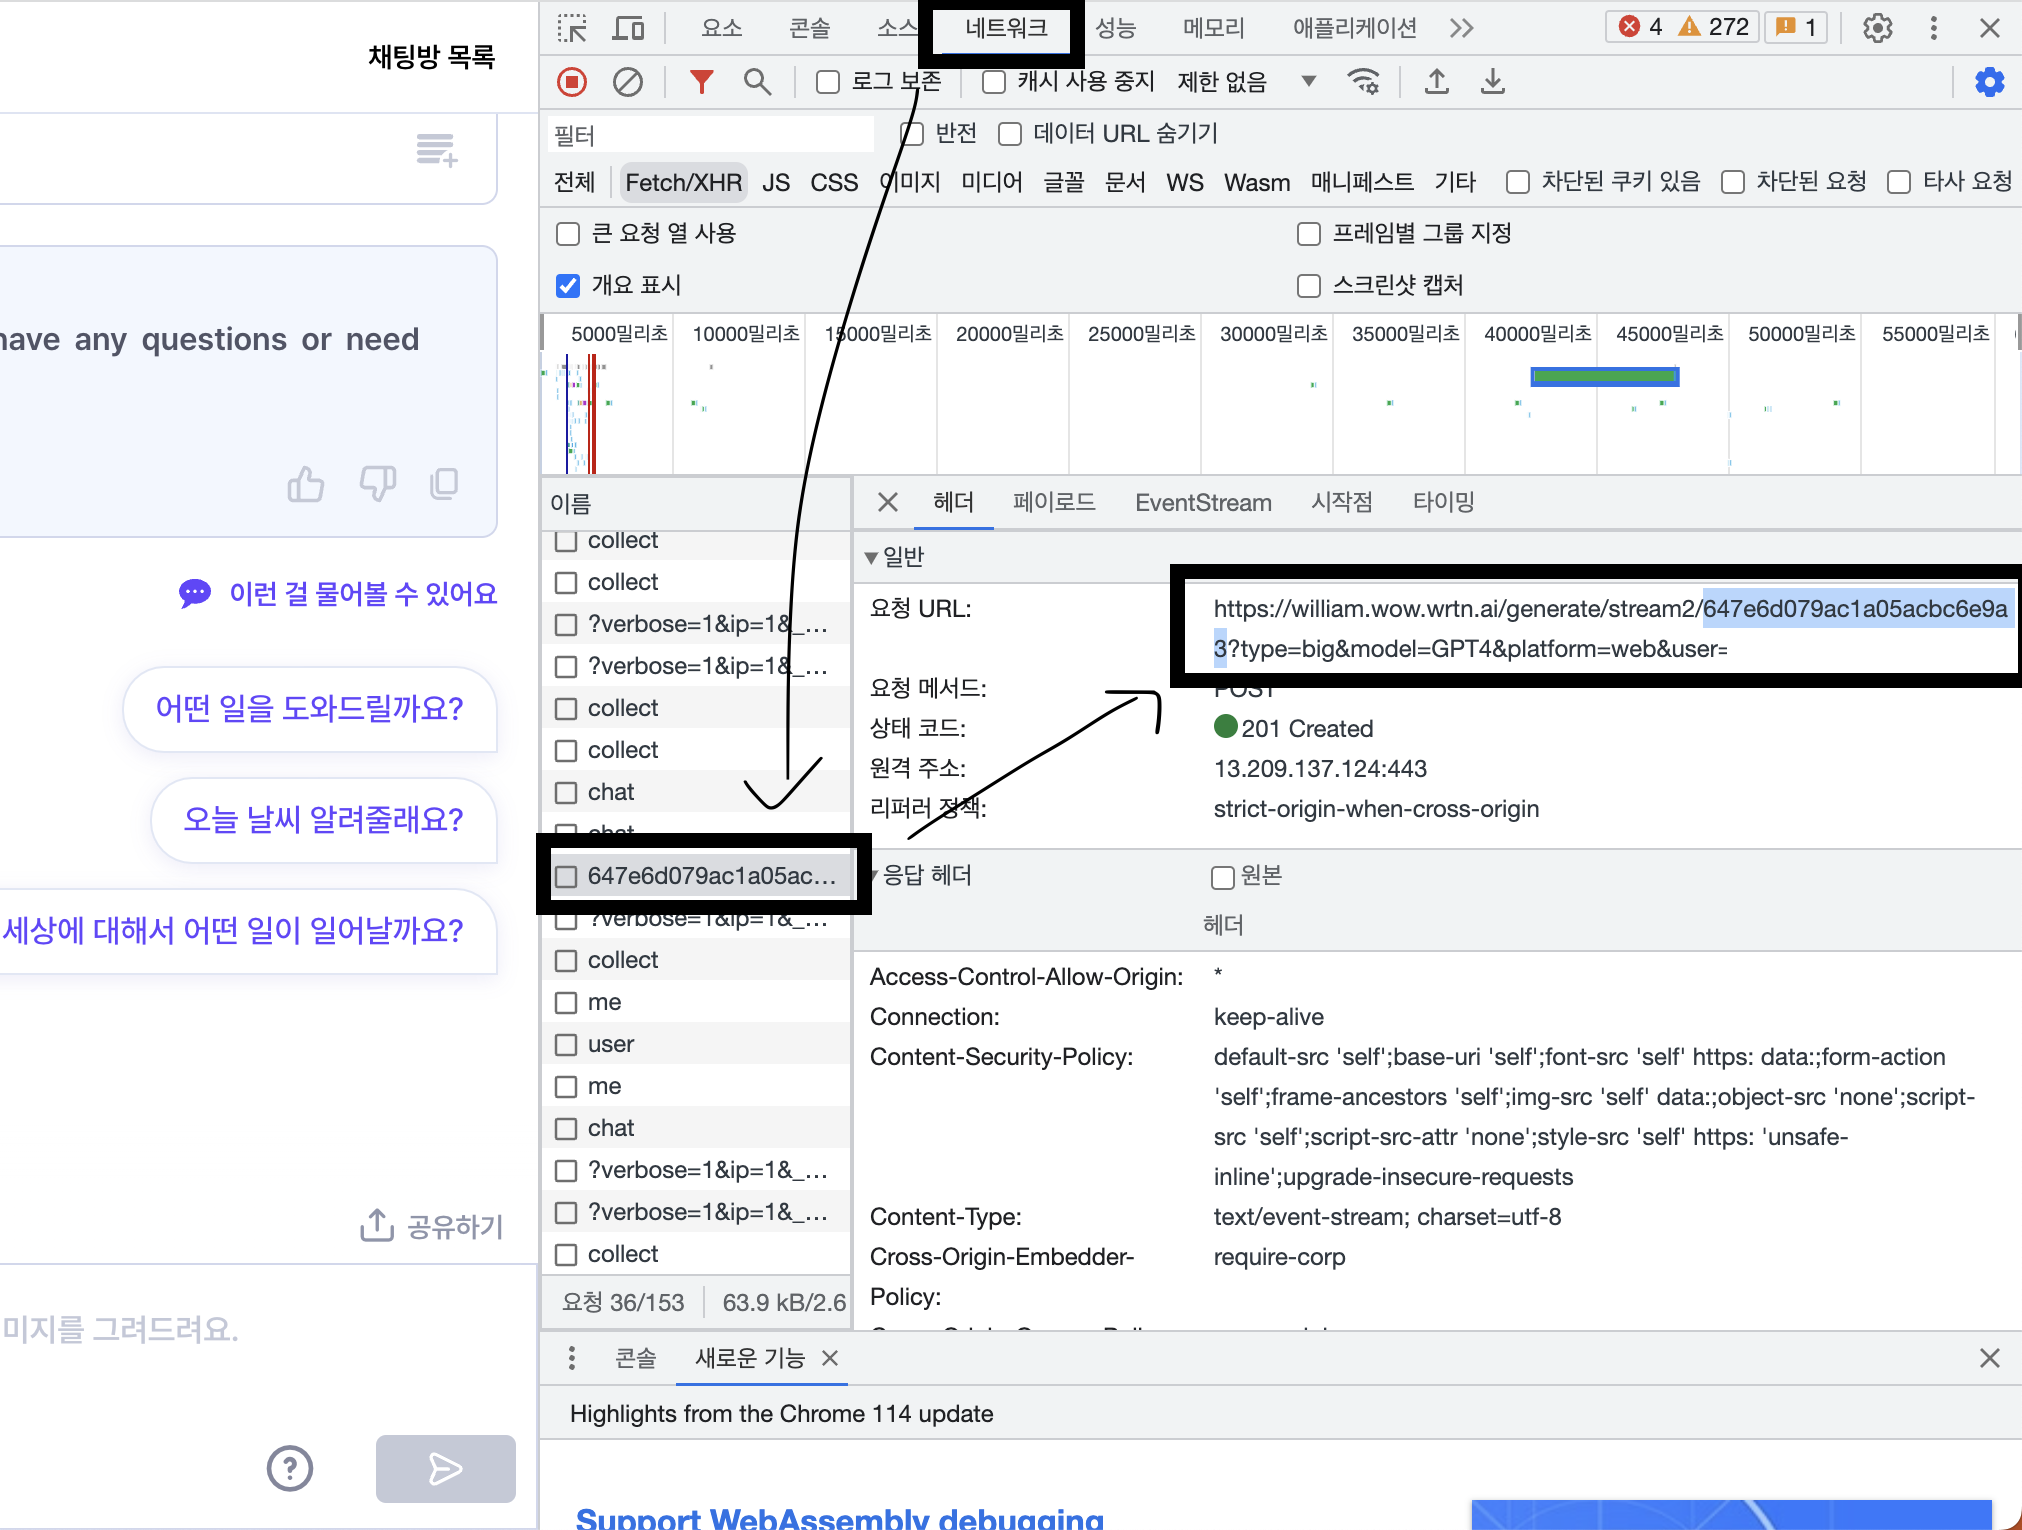 채팅방 목록
have any questions or need
이런 걸 물어볼 수 있어요
어떤 일을 도와드릴까요?
오늘 날씨 알려줄래요?
세상에 대해서 어떤 일이 일어날까요?
공유하기
미지를 그려드려요.
?
요소 콘솔 소스 네트워크 성능 메모리 애플리케이션 4 272 1
로그 보존 캐시 사용 중지 제한 없음
필터 반전 데이터 URL 숨기기
전체 Fetch/XHR JS CSS 이미지 미디어 글꼴 문서 WS Wasm 매니페스트 기타 차단된 쿠키 있음 차단된 요청 타사 요청
큰 요청 열 사용 프레임별 그룹 지정
개요 표시 스크린샷 캡처
5000밀리초 10000밀리초 15000밀리초 20000밀리초 25000밀리초 30000밀리초 35000밀리초 40000밀리초 45000밀리초 50000밀리초 55000밀리초
이름
collect
collect
?verbose=1&ip=1&_...
?verbose=1&ip=1&_...
collect
collect
chat
chat
647e6d079ac1a05ac...
?verbose=1&ip=1&_...
collect
me
user
me
chat
?verbose=1&ip=1&_...
?verbose=1&ip=1&_...
collect
요청 36/153 63.9 kB/2.6
헤더 페이로드 EventStream 시작점 타이밍
일반
요청 URL: https://william.wow.wrtn.ai/generate/stream2/647e6d079ac1a05acbc6e9a
3?type=big&model=GPT4&platform=web&user=
요청 메서드: POST
상태 코드: 201 Created
원격 주소: 13.209.137.124:443
리퍼러 정책: strict-origin-when-cross-origin
응답 헤더 원본
헤더
Access-Control-Allow-Origin: *
Connection: keep-alive
Content-Security-Policy: default-src 'self';base-uri 'self';font-src 'self' https: data:;form-action
'self';frame-ancestors 'self';img-src 'self' data:;object-src 'none';script-
src 'self';script-src-attr 'none';style-src 'self' https: 'unsafe-
inline';upgrade-insecure-requests
Content-Type: text/event-stream; charset=utf-8
Cross-Origin-Embedder- require-corp
Policy:
콘솔 새로운 기능
Highlights from the Chrome 114 update
Support WebAssembly debugging